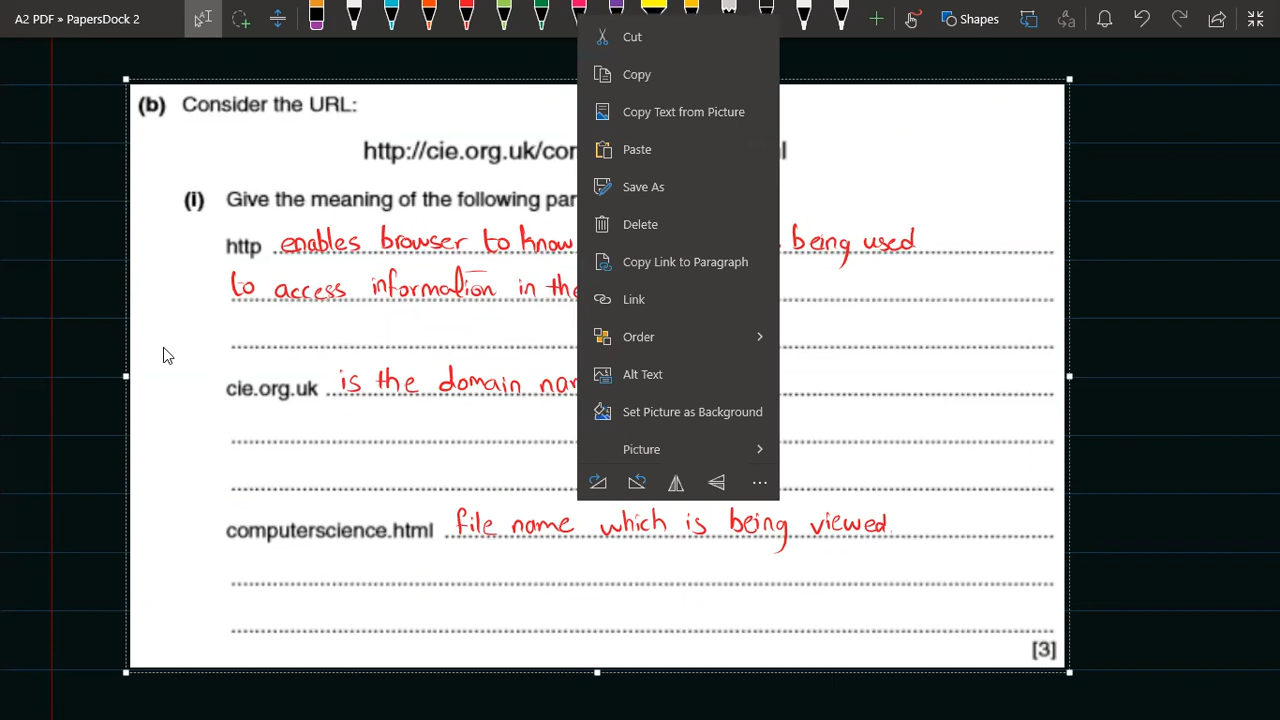 A2 PDF » PapersDock 2
Shapes
(b) Consider the URL:
http://cie.org.uk/com
(i) Give the meaning of the following par
http enables browser to know being used
to access information in the
cie.org.uk is the domain nam
computerscience.html file name which is being viewed.
[3]
Cut
Copy
Copy Text from Picture
Paste
Save As
Delete
Copy Link to Paragraph
Link
Order
Alt Text
Set Picture as Background
Picture